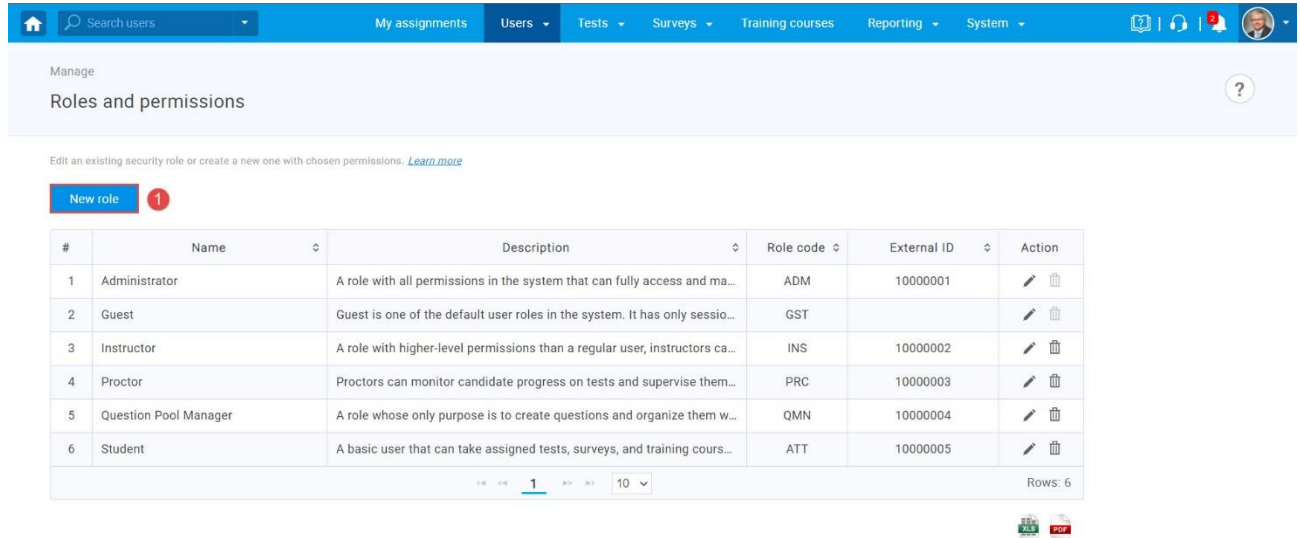 Search users My assignments Users Tests Surveys Training courses Reporting System 2
Manage
Roles and permissions ?
Edit an existing security role or create a new one with chosen permissions. Learn more
New role 1
# Name Description Role code External ID Action
1 Administrator A role with all permissions in the system that can fully access and ma... ADM 10000001
2 Guest Guest is one of the default user roles in the system. It has only sessio... GST
3 Instructor A role with higher-level permissions than a regular user, instructors ca... INS 10000002
4 Proctor Proctors can monitor candidate progress on tests and supervise them... PRC 10000003
5 Question Pool Manager A role whose only purpose is to create questions and organize them w... QMN 10000004
6 Student A basic user that can take assigned tests, surveys, and training cours... ATT 10000005
1 10 Rows: 6
XLS PDF